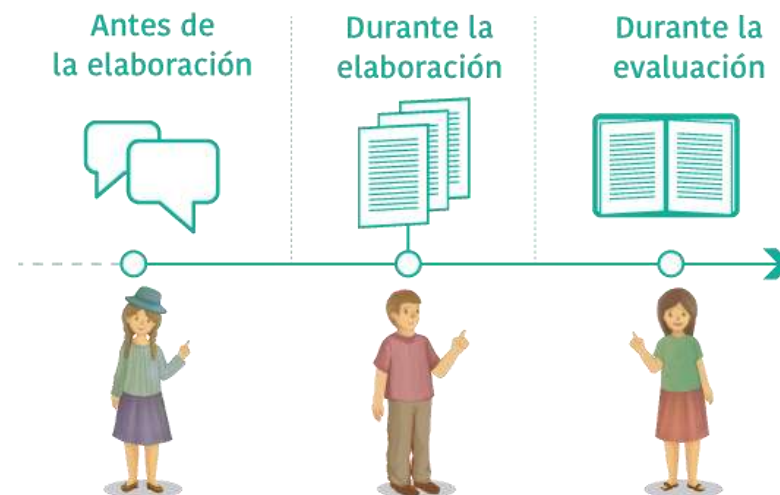 Antes de
la elaboración
Durante la
elaboración
Durante la
evaluación